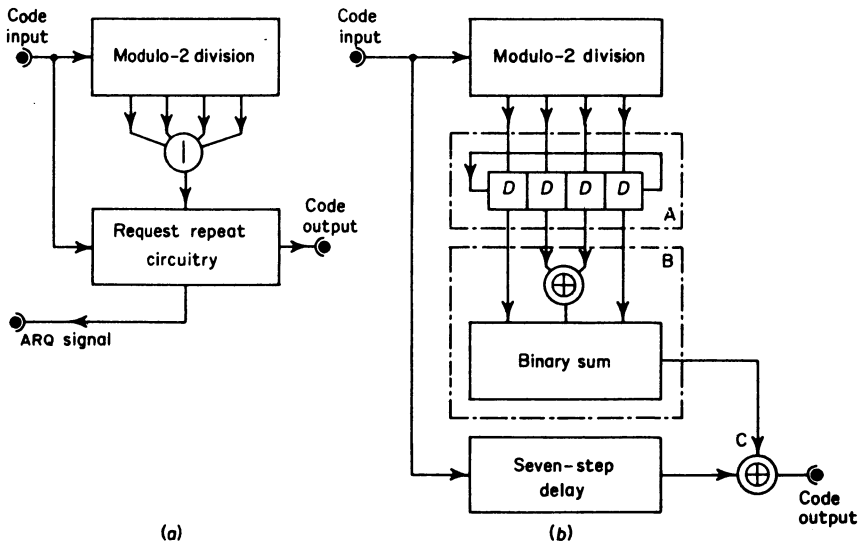 Code
input
Modulo-2 division
|
Request repeat
circuitry
Code
output
ARQ signal
(a)
Code
input
Modulo-2 division
D D D D
A
B
Binary sum
C
Seven-step
delay
Code
output
(b)